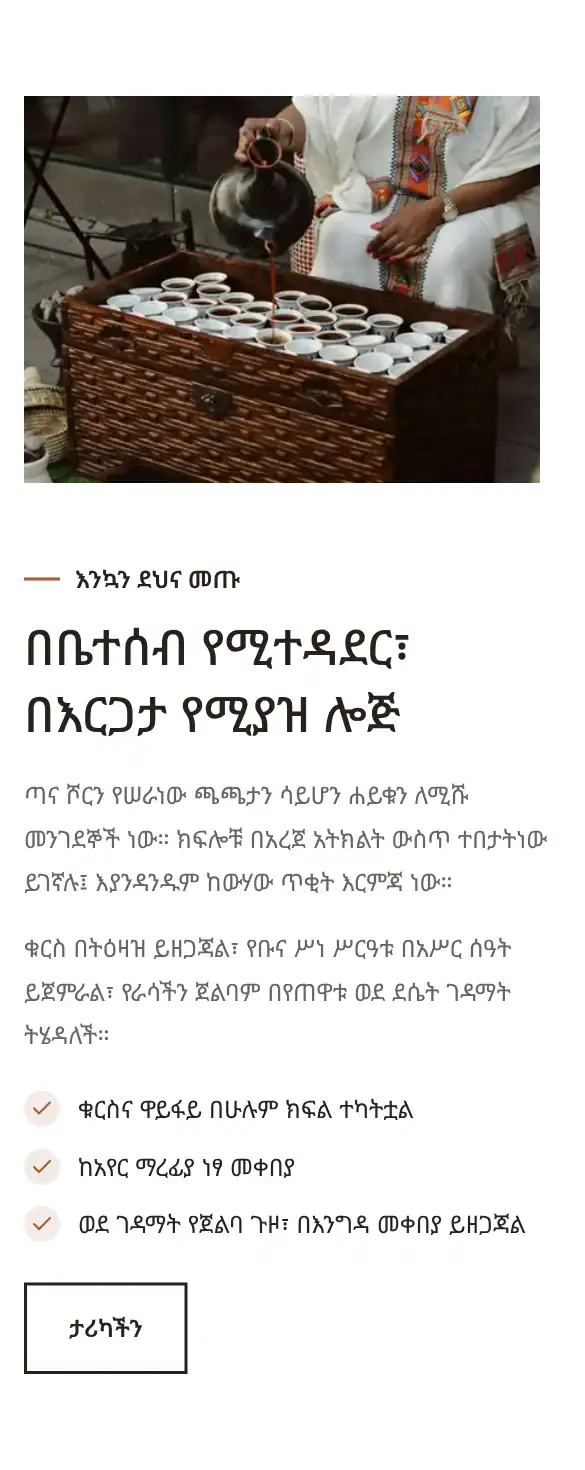 እንኳን ደህና መጡ
በቤተሰብ የሚተዳደር፣
በእርጋታ የሚያዝ ሎጅ
ጣና ሾርን የሠራነው ጫጫታን ሳይሆን ሐይቁን ለሚሹ
መንገደኞች ነው። ክፍሎቹ በአረጀ አትክልት ውስጥ ተበታትነው
ይገኛሉ፤ እያንዳንዱም ከውሃው ጥቂት እርምጃ ነው።
ቁርስ በትዕዛዝ ይዘጋጃል፣ የቡና ሥነ ሥርዓቱ በአሥር ሰዓት
ይጀምራል፣ የራሳችን ጀልባም በየጠዋቱ ወደ ደሴት ገዳማት
ትሄዳለች።
ቁርስና ዋይፋይ በሁሉም ክፍል ተካትቷል
ከአየር ማረፊያ ነፃ መቀበያ
ወደ ገዳማት የጀልባ ጉዞ፣ በእንግዳ መቀበያ ይዘጋጃል
ታሪካችን